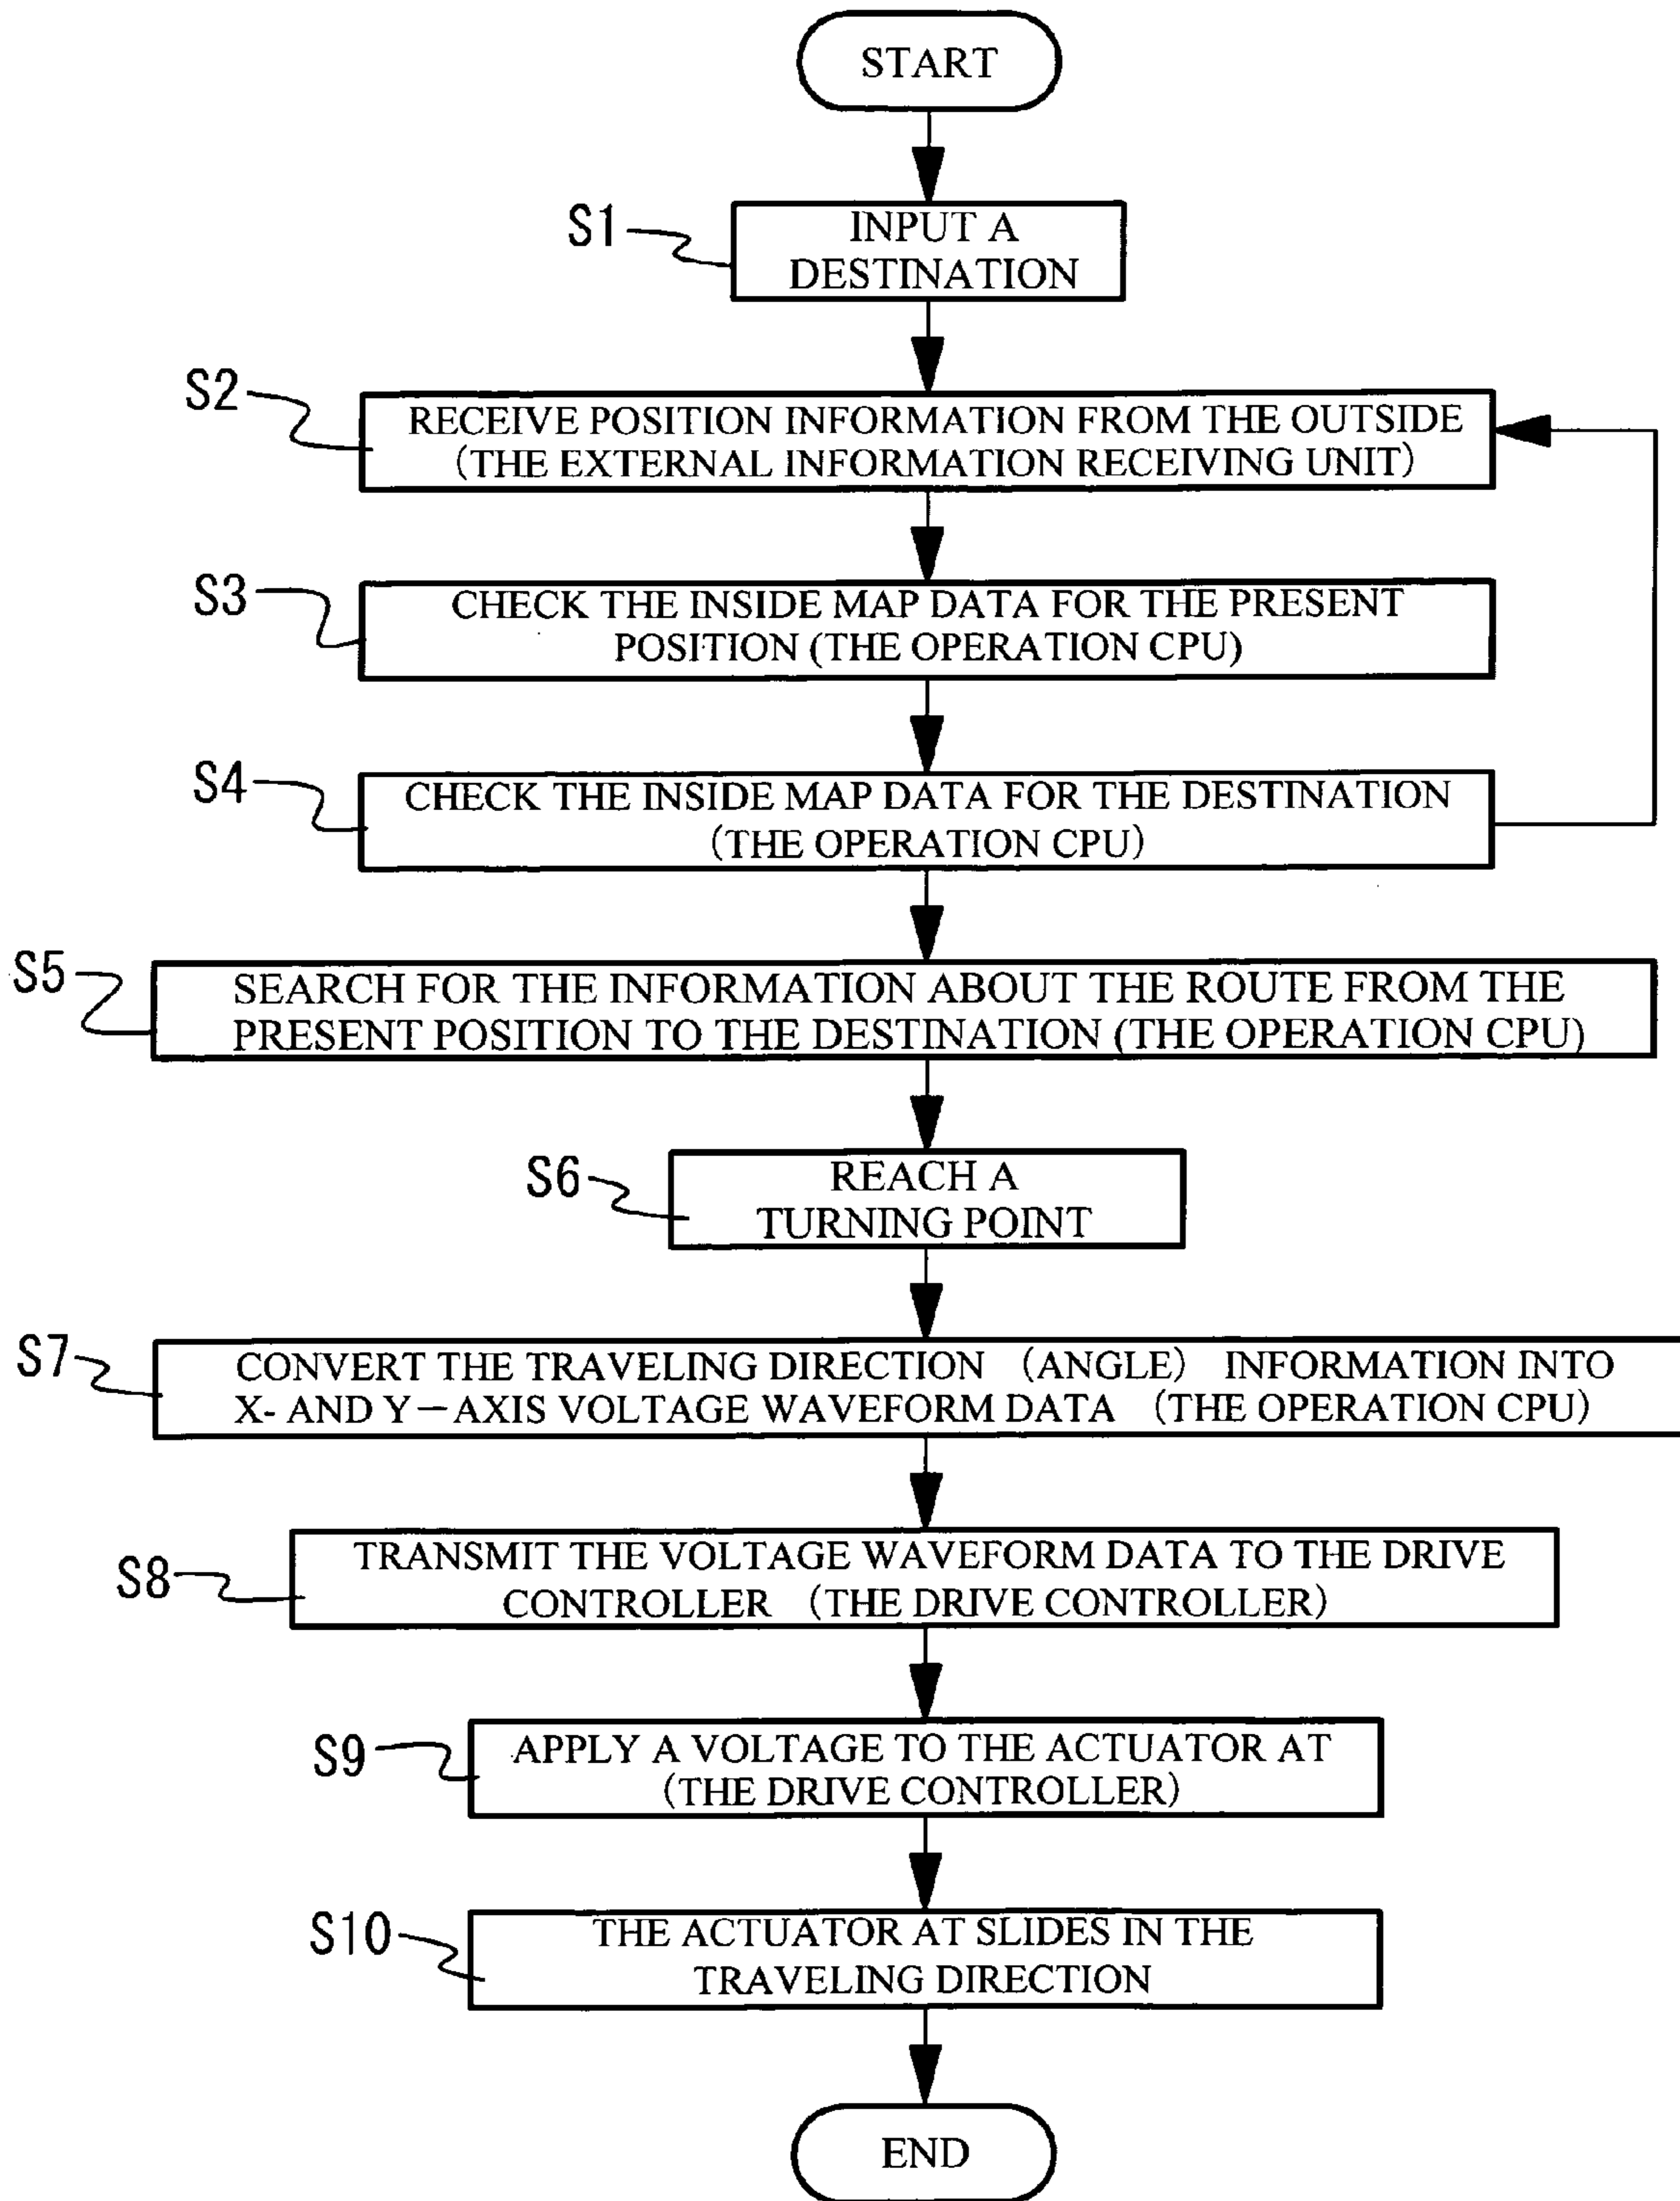 START
S1
INPUT A
DESTINATION
S2
RECEIVE POSITION INFORMATION FROM THE OUTSIDE
(THE EXTERNAL INFORMATION RECEIVING UNIT)
S3
CHECK THE INSIDE MAP DATA FOR THE PRESENT
POSITION (THE OPERATION CPU)
S4
CHECK THE INSIDE MAP DATA FOR THE DESTINATION
(THE OPERATION CPU)
S5
SEARCH FOR THE INFORMATION ABOUT THE ROUTE FROM THE
PRESENT POSITION TO THE DESTINATION (THE OPERATION CPU)
S6
REACH A
TURNING POINT
S7
CONVERT THE TRAVELING DIRECTION (ANGLE) INFORMATION INTO
X- AND Y－AXIS VOLTAGE WAVEFORM DATA (THE OPERATION CPU)
S8
TRANSMIT THE VOLTAGE WAVEFORM DATA TO THE DRIVE
CONTROLLER (THE DRIVE CONTROLLER)
S9
APPLY A VOLTAGE TO THE ACTUATOR AT
(THE DRIVE CONTROLLER)
S10
THE ACTUATOR AT SLIDES IN THE
TRAVELING DIRECTION
END